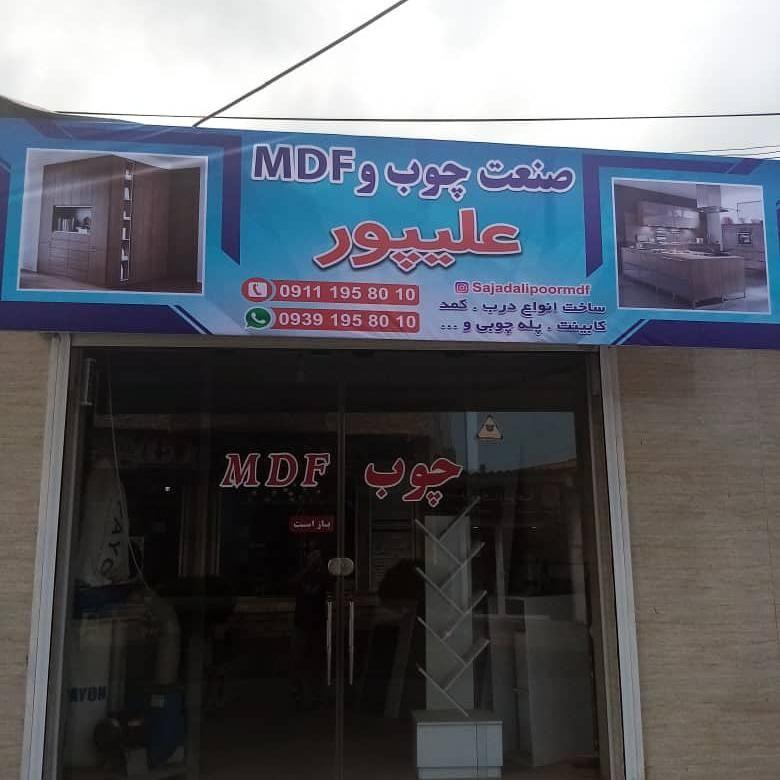 صنعت چوب و MDF
علیپور
0911 195 80 10
0939 195 80 10
Sajadalipoormdf
ساخت انواع درب . کمد
کابینت . پله چوبی و ...
چوب MDF
باز است